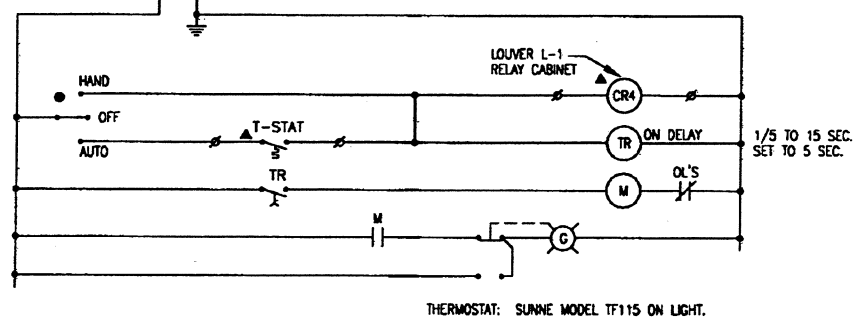 LOUVER L-1
RELAY CABINET
HAND
CR4
OFF
T-STAT
AUTO
TR
ON DELAY
1/5 TO 15 SEC.
SET TO 5 SEC.
TR
M
OL'S
M
G
THERMOSTAT: SUNNE MODEL TF115 ON LIGHT.